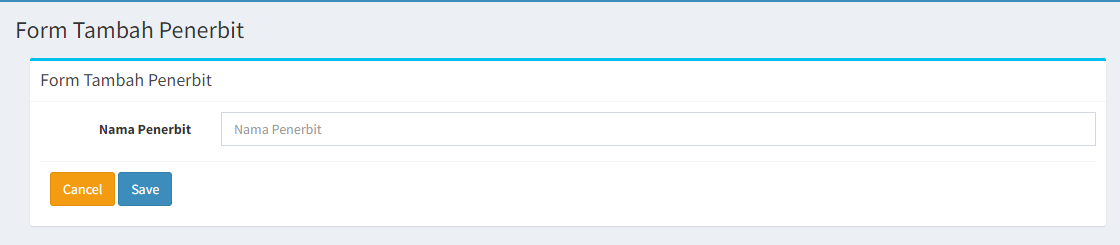 Form Tambah Penerbit
Form Tambah Penerbit
Nama Penerbit Nama Penerbit
Cancel Save